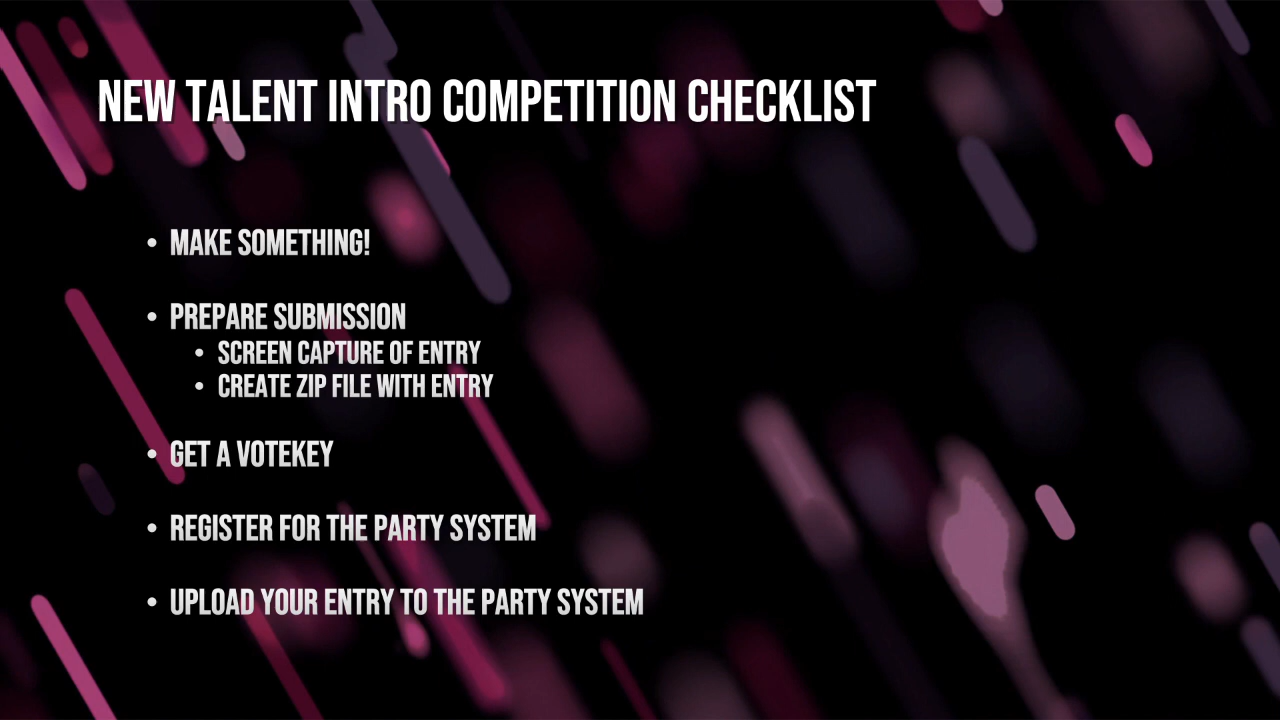 NEW TALENT INTRO COMPETITION CHECKLIST
• MAKE SOMETHING!
• PREPARE SUBMISSION
• SCREEN CAPTURE OF ENTRY
• CREATE ZIP FILE WITH ENTRY
• GET A VOTEKEY
• REGISTER FOR THE PARTY SYSTEM
• UPLOAD YOUR ENTRY TO THE PARTY SYSTEM